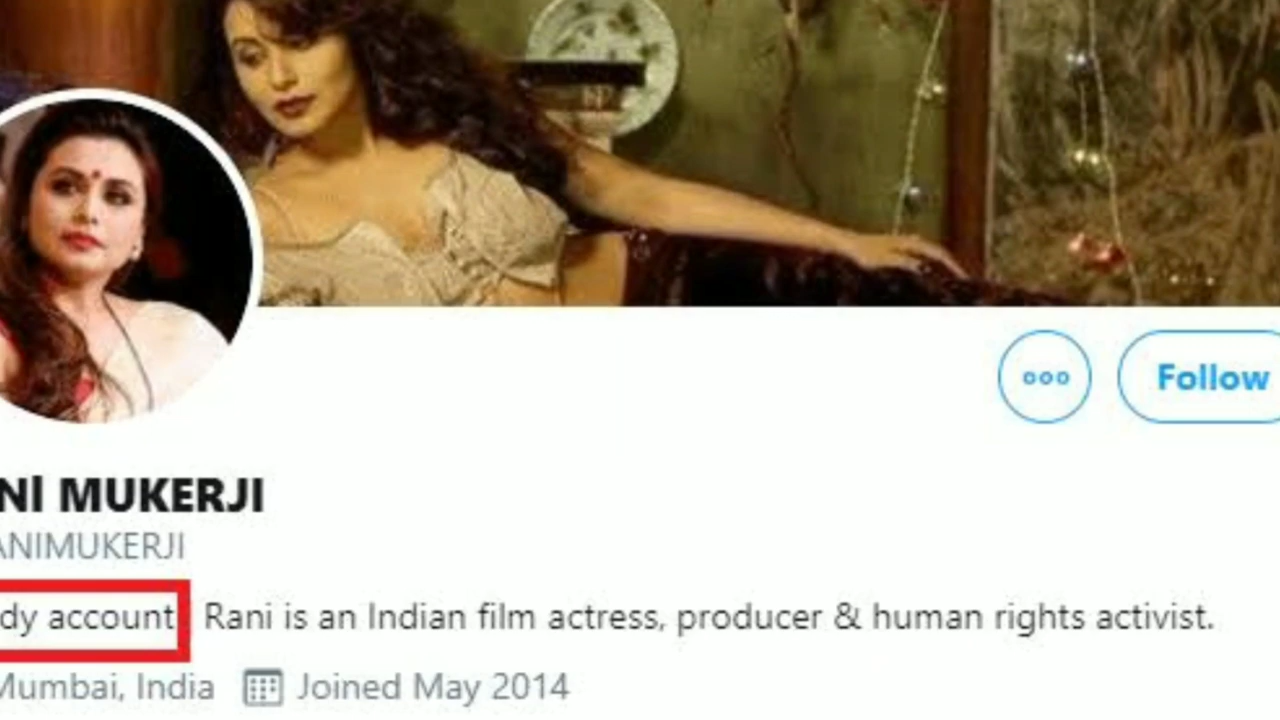 Follow
NI MUKERJI
ANIMUKERJI
dy account Rani is an Indian film actress, producer & human rights activist.
Mumbai, India Joined May 2014